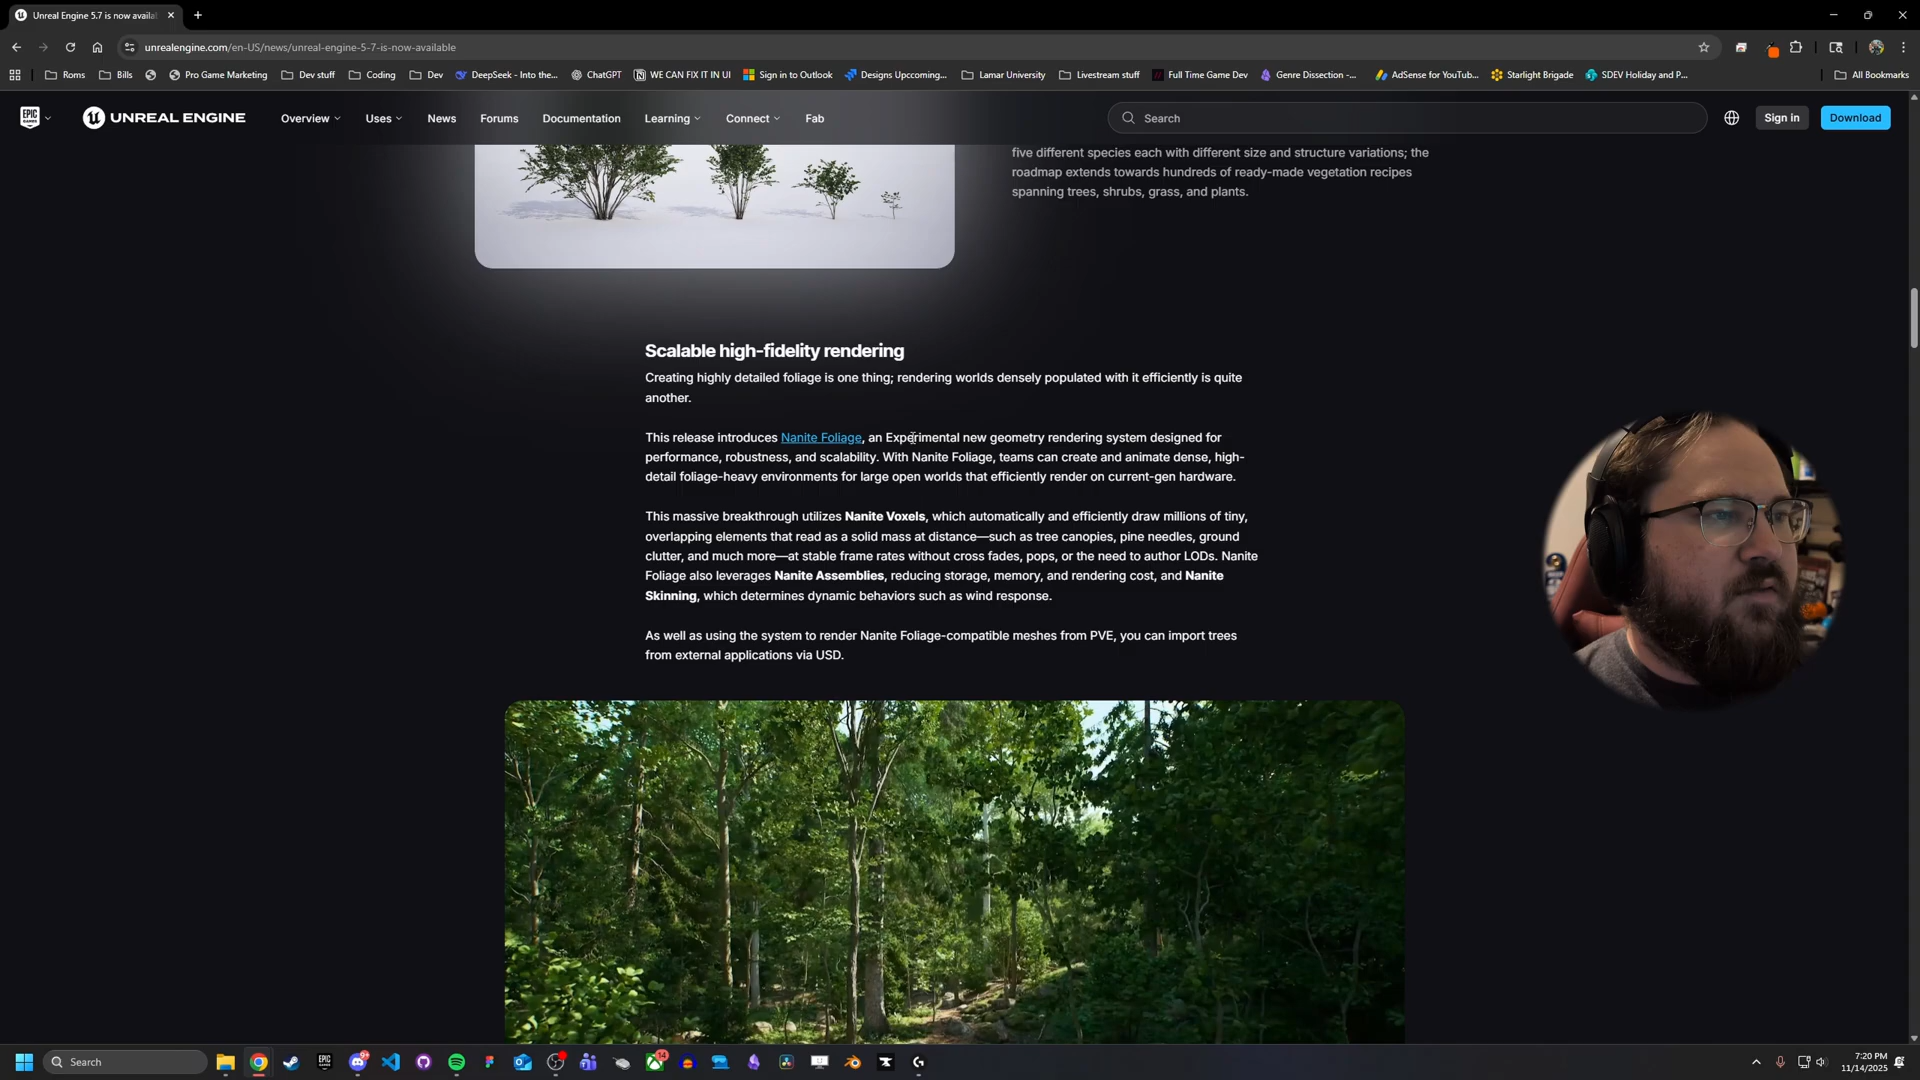 Unreal Engine 5.7 is now availa
unrealengine.com/en-US/news/unreal-engine-5-7-is-now-available
Roms
Bills
Pro Game Marketing
Dev stuff
Coding
Dev
DeepSeek - Into the...
ChatGPT
WE CAN FIX IT IN UI
Sign in to Outlook
Designs Upccoming...
Lamar University
Livestream stuff
Full Time Game Dev
Genre Dissection -...
AdSense for YouTub...
Starlight Brigade
SDEV Holiday and P...
All Bookmarks
EPIC GAMES
UNREAL ENGINE
Overview
Uses
News
Forums
Documentation
Learning
Connect
Fab
Search
Sign in
Download
five different species each with different size and structure variations; the
roadmap extends towards hundreds of ready-made vegetation recipes
spanning trees, shrubs, grass, and plants.
Scalable high-fidelity rendering
Creating highly detailed foliage is one thing; rendering worlds densely populated with it efficiently is quite
another.
This release introduces Nanite Foliage, an Experimental new geometry rendering system designed for
performance, robustness, and scalability. With Nanite Foliage, teams can create and animate dense, high-
detail foliage-heavy environments for large open worlds that efficiently render on current-gen hardware.
This massive breakthrough utilizes Nanite Voxels, which automatically and efficiently draw millions of tiny,
overlapping elements that read as a solid mass at distance—such as tree canopies, pine needles, ground
clutter, and much more—at stable frame rates without cross fades, pops, or the need to author LODs. Nanite
Foliage also leverages Nanite Assemblies, reducing storage, memory, and rendering cost, and Nanite
Skinning, which determines dynamic behaviors such as wind response.
As well as using the system to render Nanite Foliage-compatible meshes from PVE, you can import trees
from external applications via USD.
Search
14
7:20 PM
11/14/2025